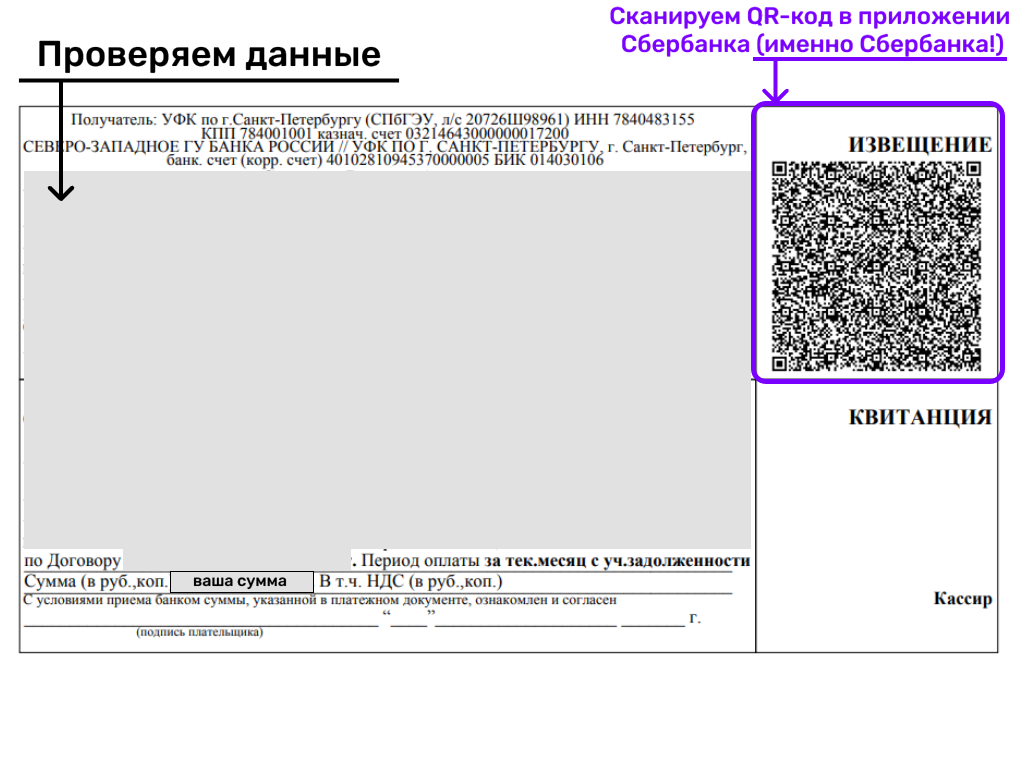 Сканируем QR-код в приложении
Сбербанка (именно Сбербанка!)
Проверяем данные
Получатель: УФК по г.Санкт-Петербургу (СПбГЭУ, л/с 20726Ш98961) ИНН 7840483155
КПП 784001001 казнач. счет 03214643000000017200
СЕВЕРО-ЗАПАДНОЕ ГУ БАНКА РОССИИ // УФК ПО Г. САНКТ-ПЕТЕРБУРГУ, г. Санкт-Петербург,
банк. счет (корр. счет) 40102810945370000005 БИК 014030106
ИЗВЕЩЕНИЕ
КВИТАНЦИЯ
по Договору . Период оплаты за тек.месяц с уч.задолженности
Сумма (в руб.,коп. ваша сумма В т.ч. НДС (в руб.,коп.)
С условиями приема банком суммы, указанной в платежном документе, ознакомлен и согласен
Кассир
“____” г.
(подпись плательщика)